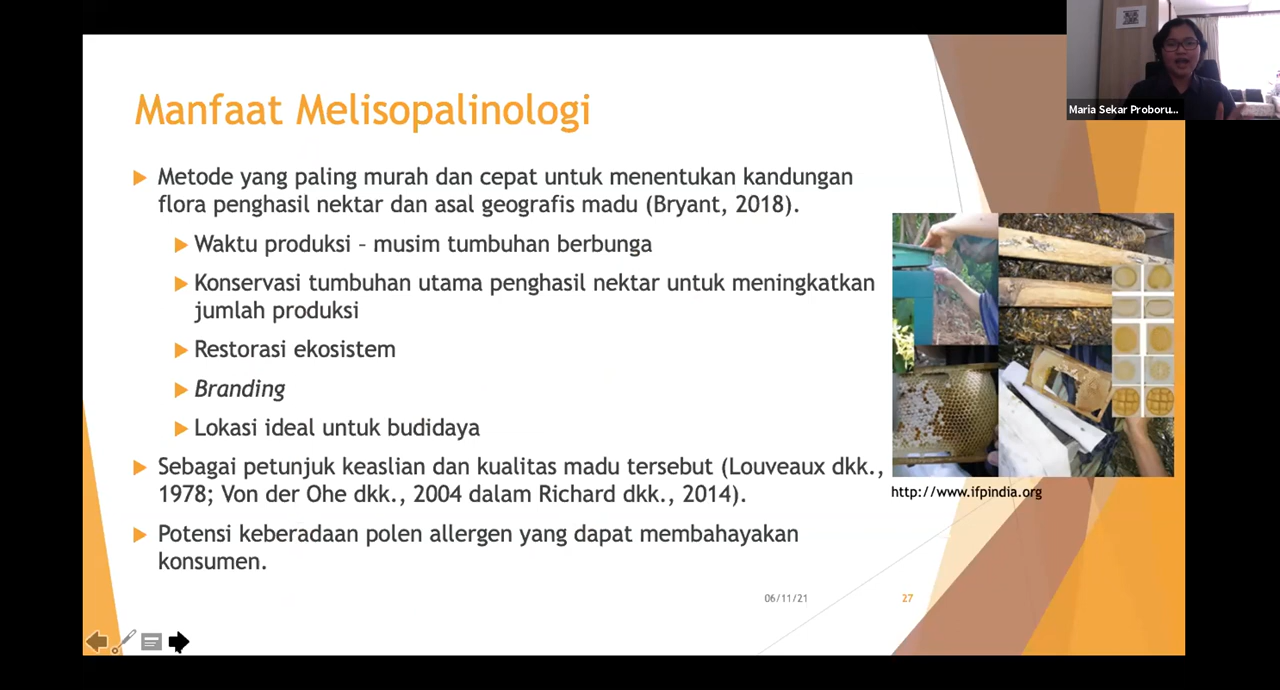 Maria Sekar Proboru...
Manfaat Melisopalinologi
Metode yang paling murah dan cepat untuk menentukan kandungan
flora penghasil nektar dan asal geografis madu (Bryant, 2018).
Waktu produksi – musim tumbuhan berbunga
Konservasi tumbuhan utama penghasil nektar untuk meningkatkan
jumlah produksi
Restorasi ekosistem
Branding
Lokasi ideal untuk budidaya
Sebagai petunjuk keaslian dan kualitas madu tersebut (Louveaux dkk.,
1978; Von der Ohe dkk., 2004 dalam Richard dkk., 2014).
Potensi keberadaan polen allergen yang dapat membahayakan
konsumen.
http://www.ifpindia.org
06/11/21
27